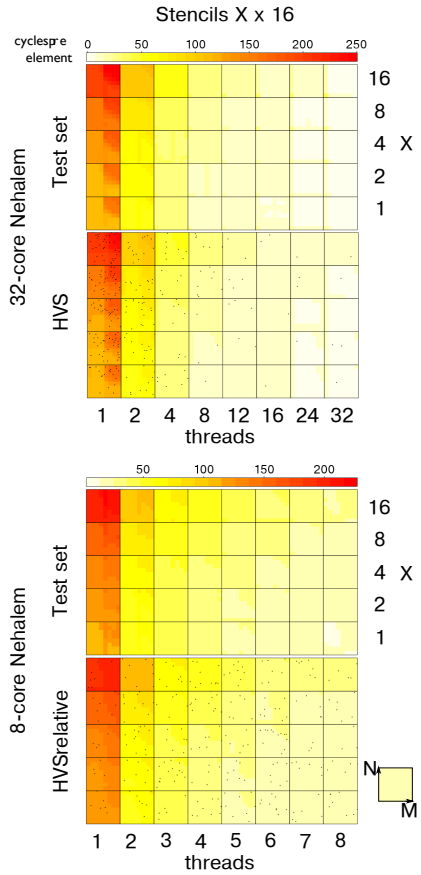 Stencils X x 16
cyclespre
element
0 50 100 150 200 250
32-core Nehalem
Test set
16
8
4 X
2
1
HVS
1 2 4 8 12 16 24 32
threads
50 100 150 200
8-core Nehalem
Test set
16
8
4 X
2
1
HVSrelative
N
M
1 2 3 4 5 6 7 8
threads